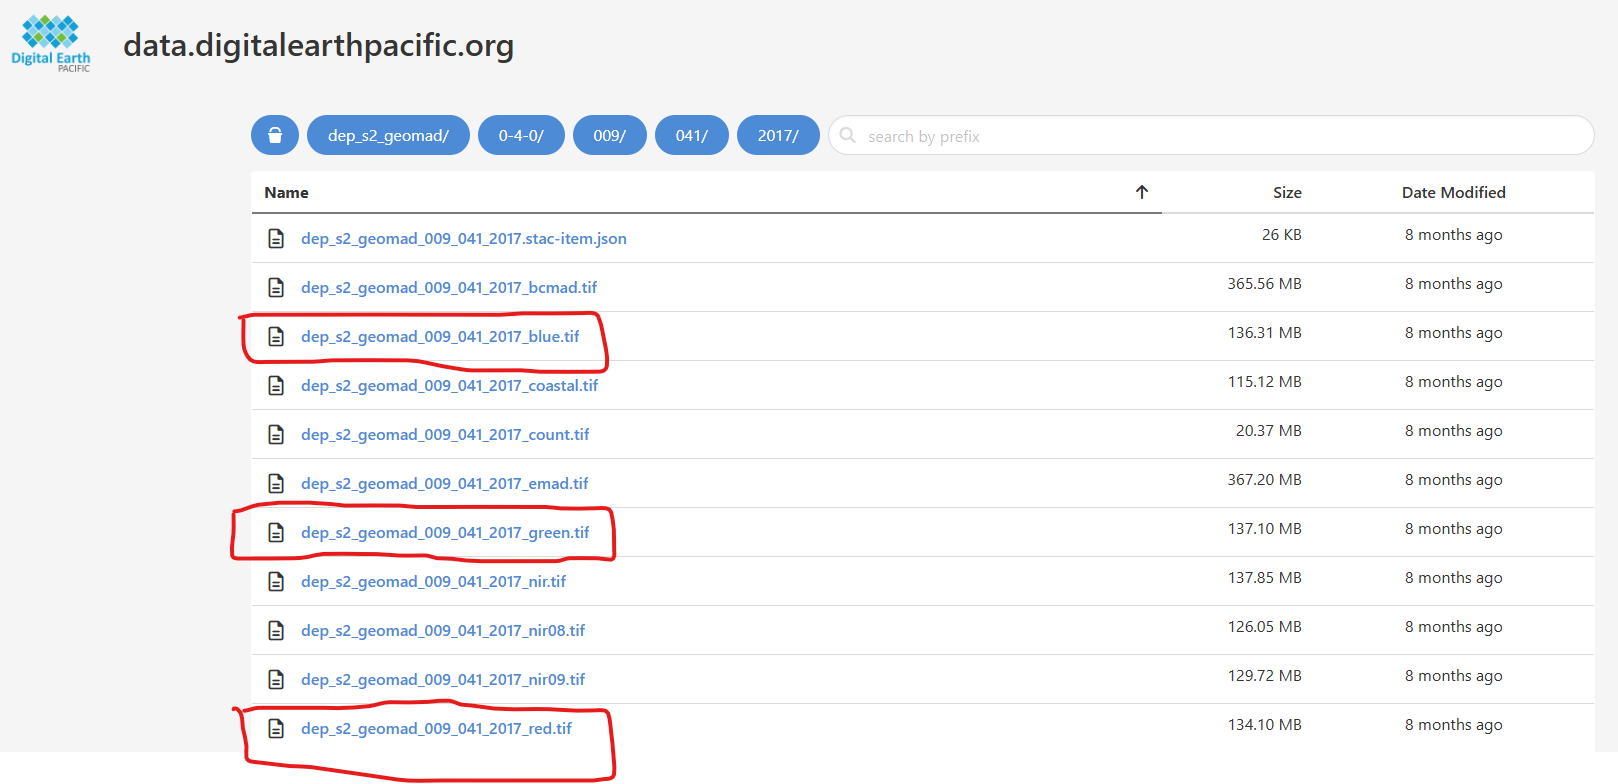 Digital Earth
PACIFIC
data.digitalearthpacific.org
dep_s2_geomad/ 0-4-0/ 009/ 041/ 2017/ search by prefix
Name Size Date Modified
dep_s2_geomad_009_041_2017.stac-item.json 26 KB 8 months ago
dep_s2_geomad_009_041_2017_bcmad.tif 365.56 MB 8 months ago
dep_s2_geomad_009_041_2017_blue.tif 136.31 MB 8 months ago
dep_s2_geomad_009_041_2017_coastal.tif 115.12 MB 8 months ago
dep_s2_geomad_009_041_2017_count.tif 20.37 MB 8 months ago
dep_s2_geomad_009_041_2017_emad.tif 367.20 MB 8 months ago
dep_s2_geomad_009_041_2017_green.tif 137.10 MB 8 months ago
dep_s2_geomad_009_041_2017_nir.tif 137.85 MB 8 months ago
dep_s2_geomad_009_041_2017_nir08.tif 126.05 MB 8 months ago
dep_s2_geomad_009_041_2017_nir09.tif 129.72 MB 8 months ago
dep_s2_geomad_009_041_2017_red.tif 134.10 MB 8 months ago